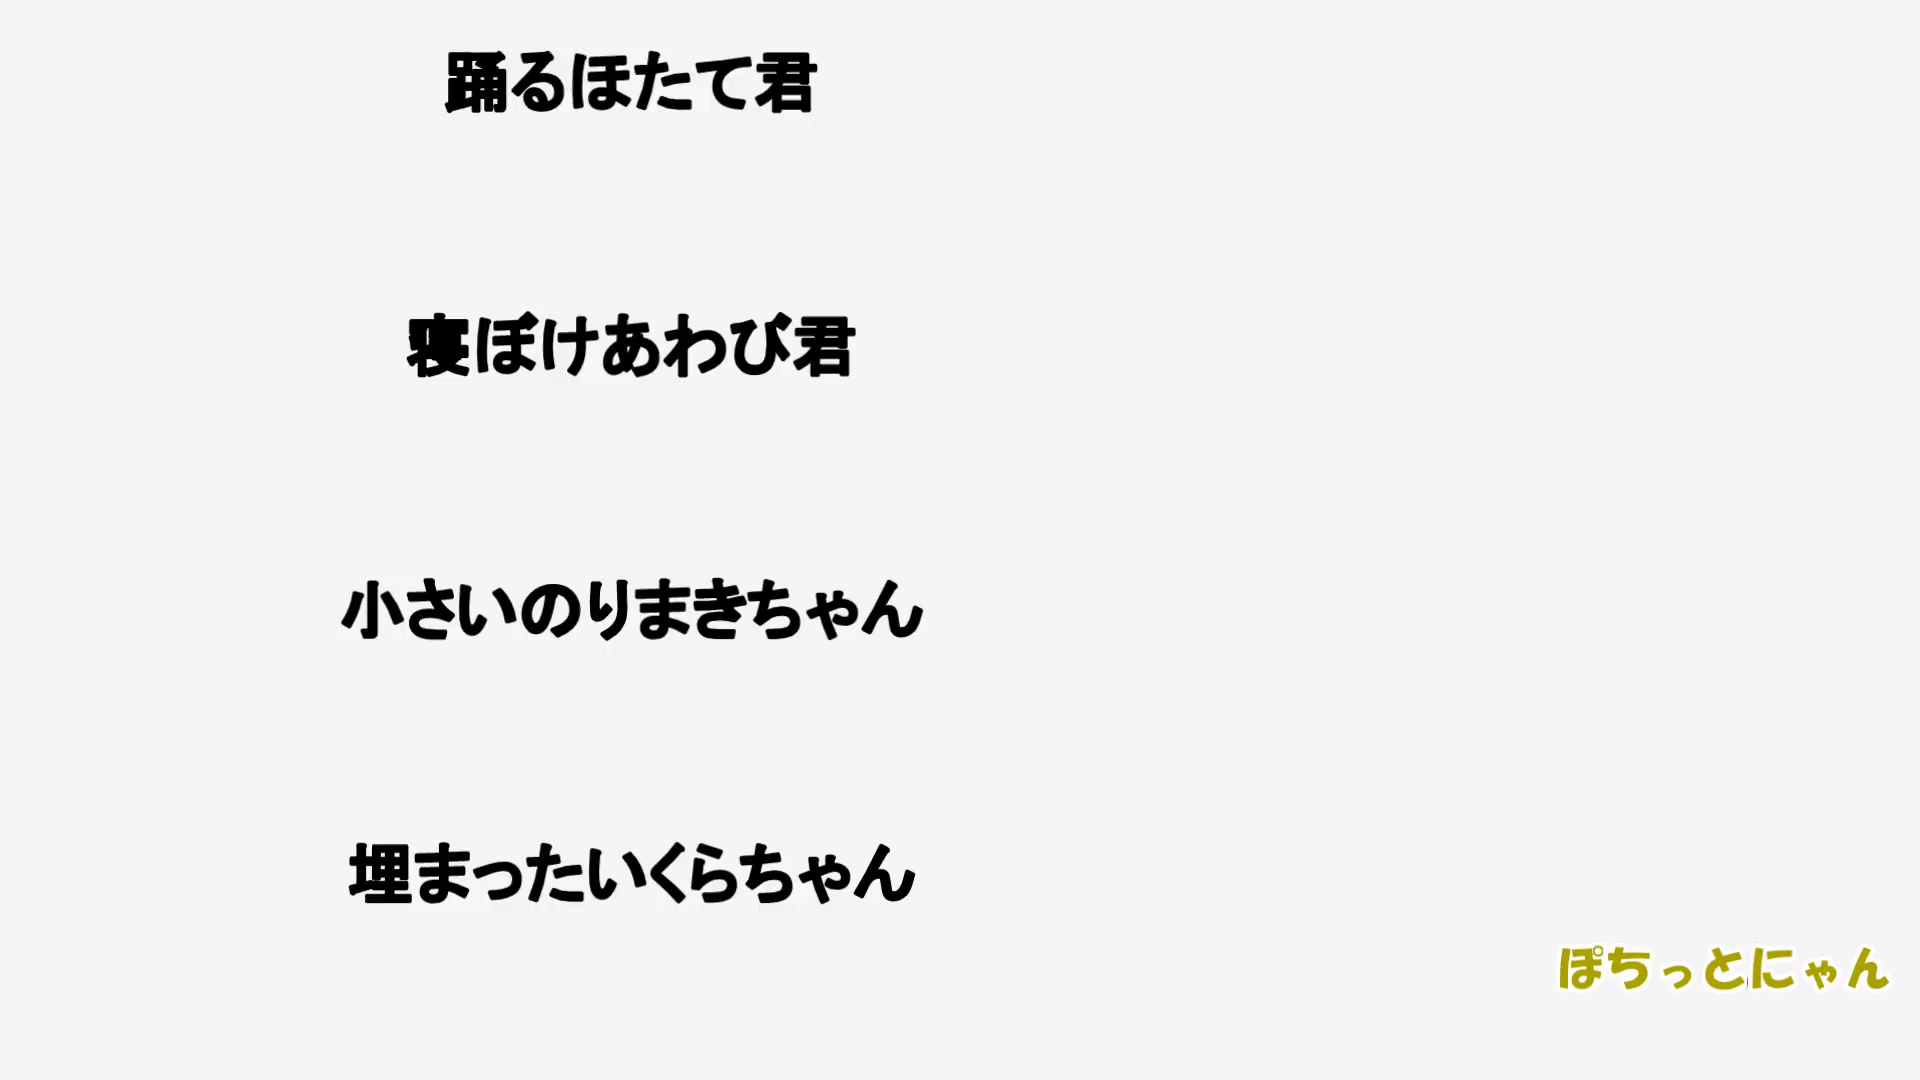 踊るほたて君
寝ぼけあわび君
小さいのりまきちゃん
埋まったいくらちゃん
ぽちっとにゃん